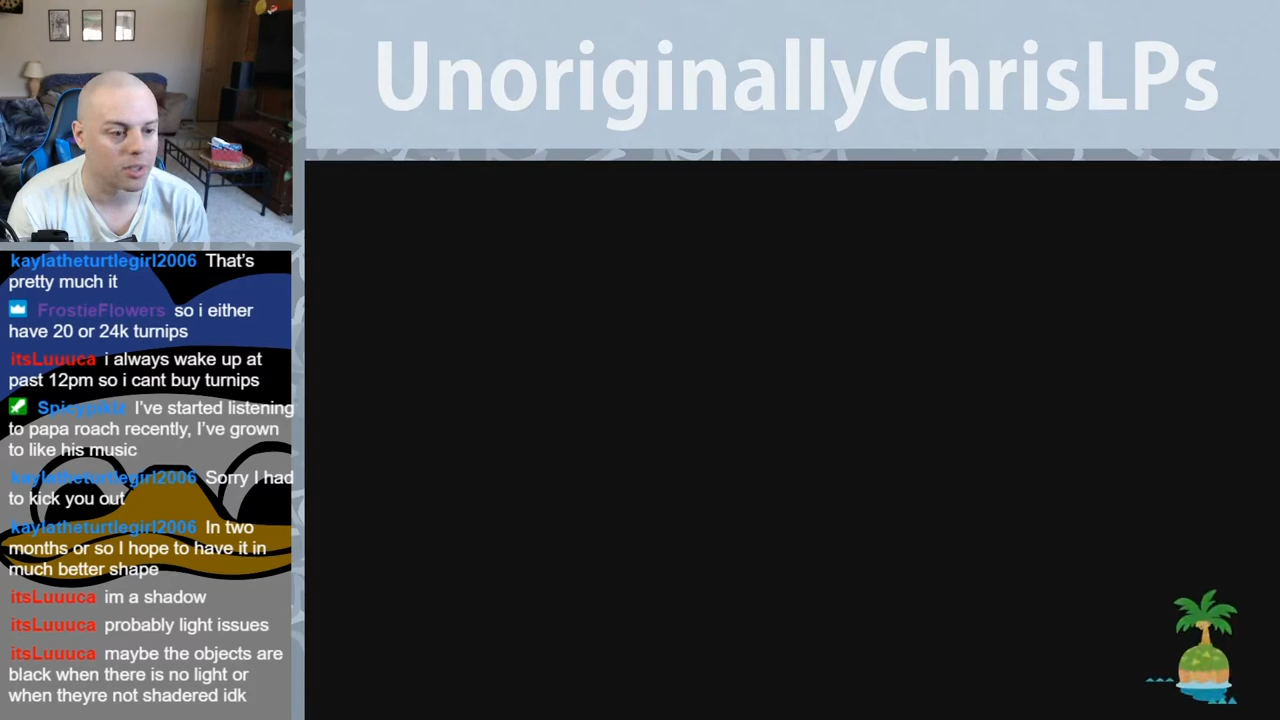 UnoriginallyChrisLPs
kaylatheturtlegirl2006 That's
pretty much it
FrostieFlowers so i either
have 20 or 24k turnips
itsLuuuca i always wake up at
past 12pm so i cant buy turnips
Spicypikls I've started listening
to papa roach recently, I've grown
to like his music
kaylatheturtlegirl2006 Sorry I had
to kick you out
kaylatheturtlegirl2006 In two
months or so I hope to have it in
much better shape
itsLuuuca im a shadow
itsLuuuca probably light issues
itsLuuuca maybe the objects are
black when there is no light or
when theyre not shadered idk